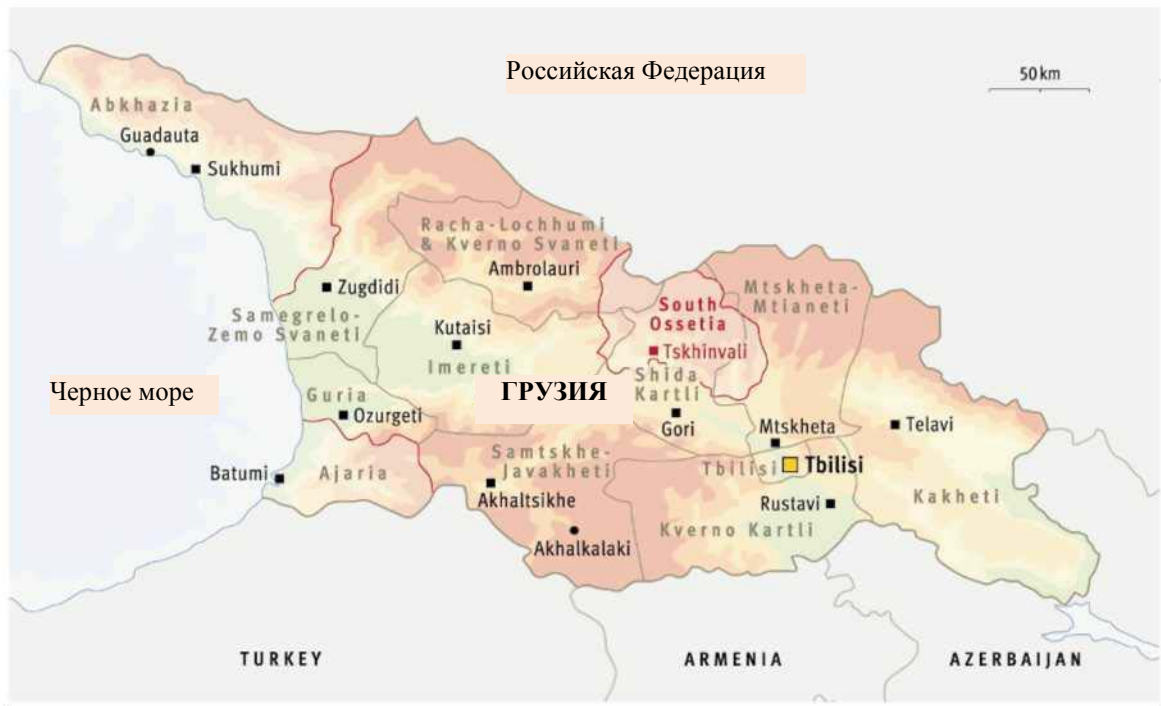 Российская Федерация
50 km
Abkhazia
Guadauta
Sukhumi
Racha-Lochhumi
& Kverno Svaneti
Ambrolauri
Zugdidi
Samegrelo-
Zemo Svaneti
Kutaisi
Imereti
South
Ossetia
Tskhinvali
Mtskheta-
Mtianeti
Shida
Kartli
Черное море
ГРУЗИЯ
Guria
Ozurgeti
Gori
Mtskheta
Telavi
Batumi
Ajaria
Samtskhe-
Javakheti
Akhaltsikhe
Akhalkalaki
Tbilisi
Tbilisi
Rustavi
Kverno Kartli
Kakheti
TURKEY
ARMENIA
AZERBAIJAN